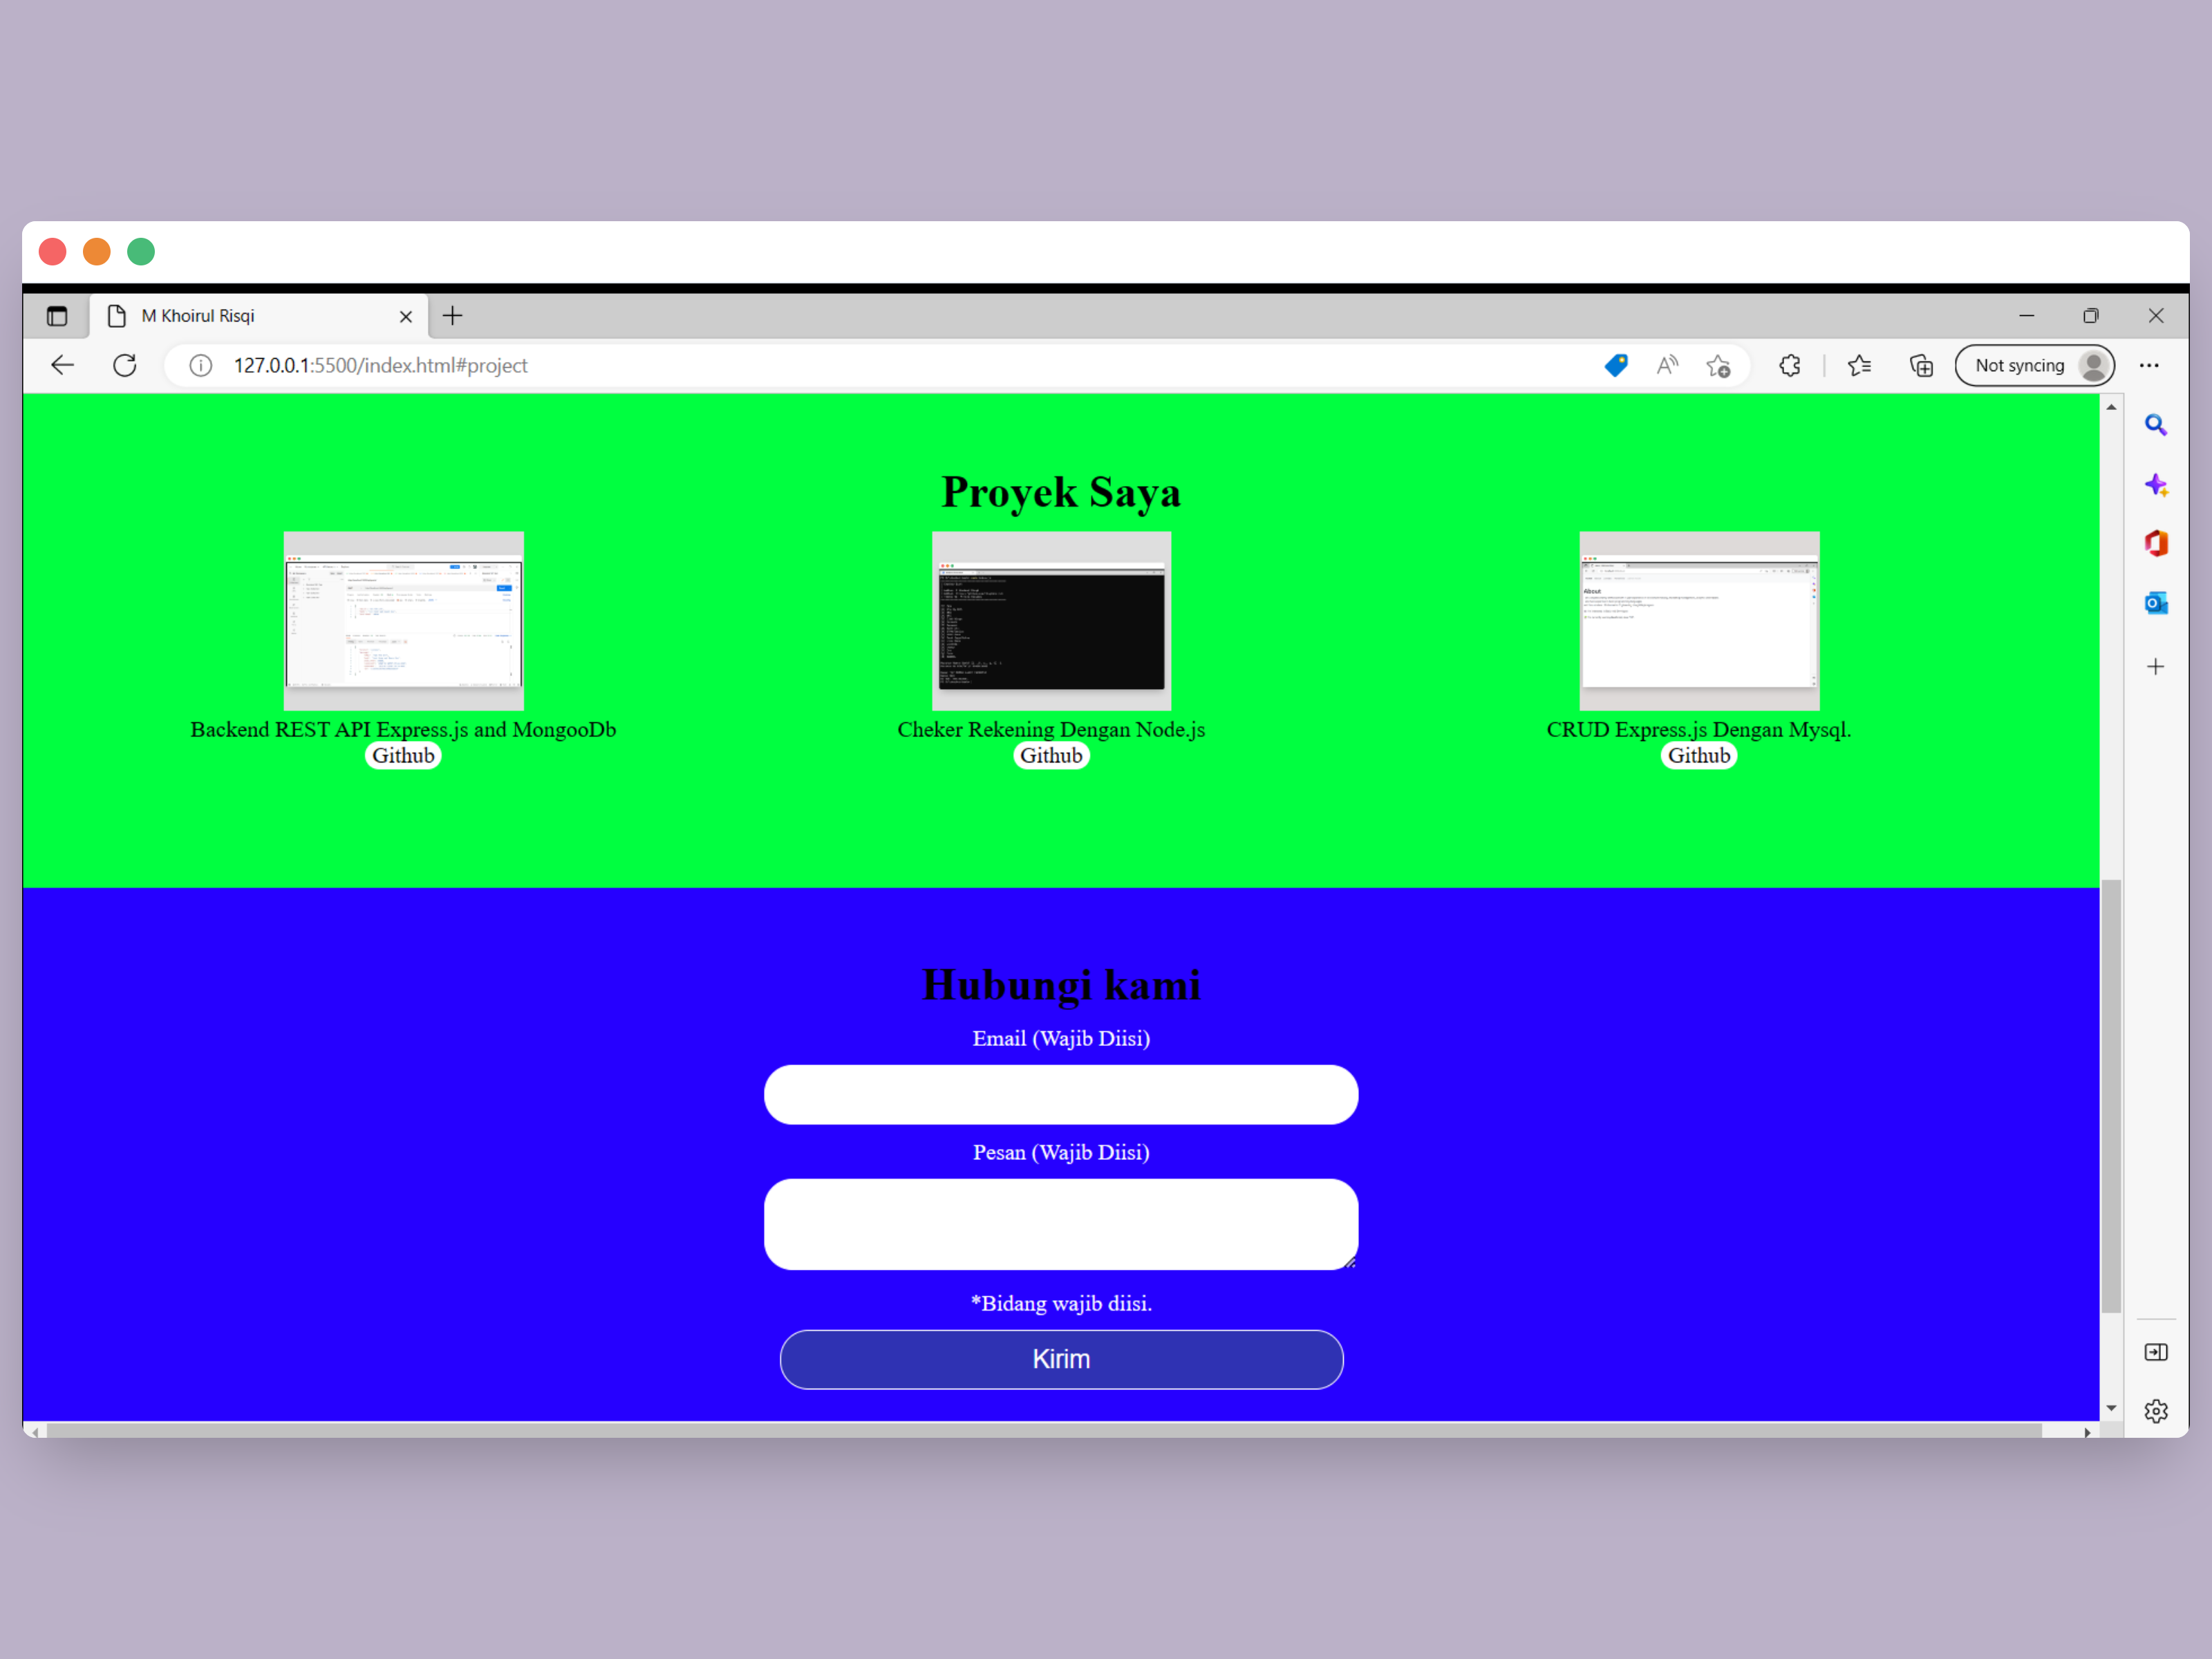 M Khoirul Risqi
127.0.0.1:5500/index.html#project
Not syncing
Proyek Saya
About
Backend REST API Express.js and MongooDb
Github
Cheker Rekening Dengan Node.js
Github
CRUD Express.js Dengan Mysql.
Github
Hubungi kami
Email (Wajib Diisi)
Pesan (Wajib Diisi)
*Bidang wajib diisi.
Kirim